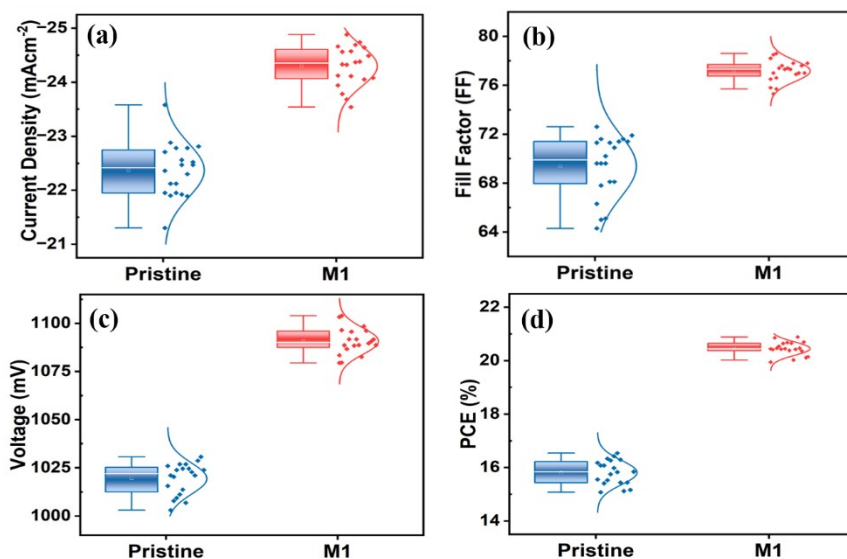 (a)
Current Density (mAcm⁻²)
−25
−24
−23
−22
−21
Pristine
M1
(b)
Fill Factor (FF)
80
76
72
68
64
Pristine
M1
(c)
Voltage (mV)
1100
1075
1050
1025
1000
Pristine
M1
(d)
PCE (%)
22
20
18
16
14
Pristine
M1